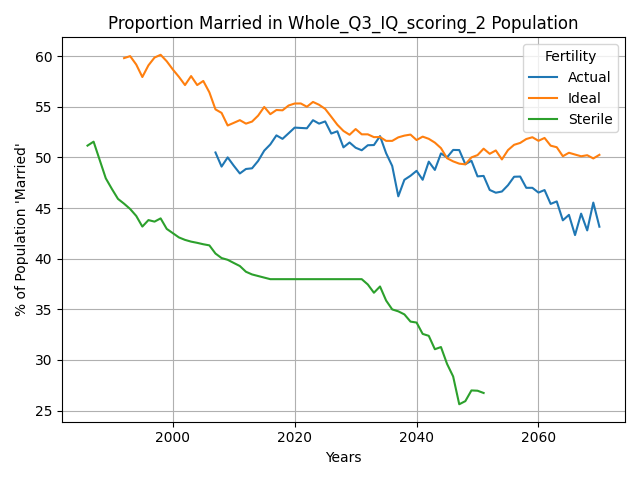 Proportion Married in Whole_Q3_IQ_scoring_2 Population
% of Population 'Married'
60
55
50
45
40
35
30
25
2000
2020
2040
2060
Years
Fertility
Actual
Ideal
Sterile